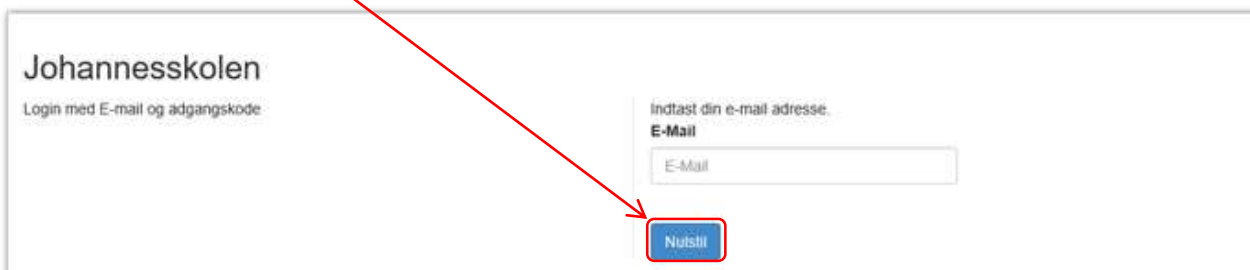 Johannesskolen
Login med E-mail og adgangskode
Indtast din e-mail adresse.
E-Mail
E-Mail
Nulstil